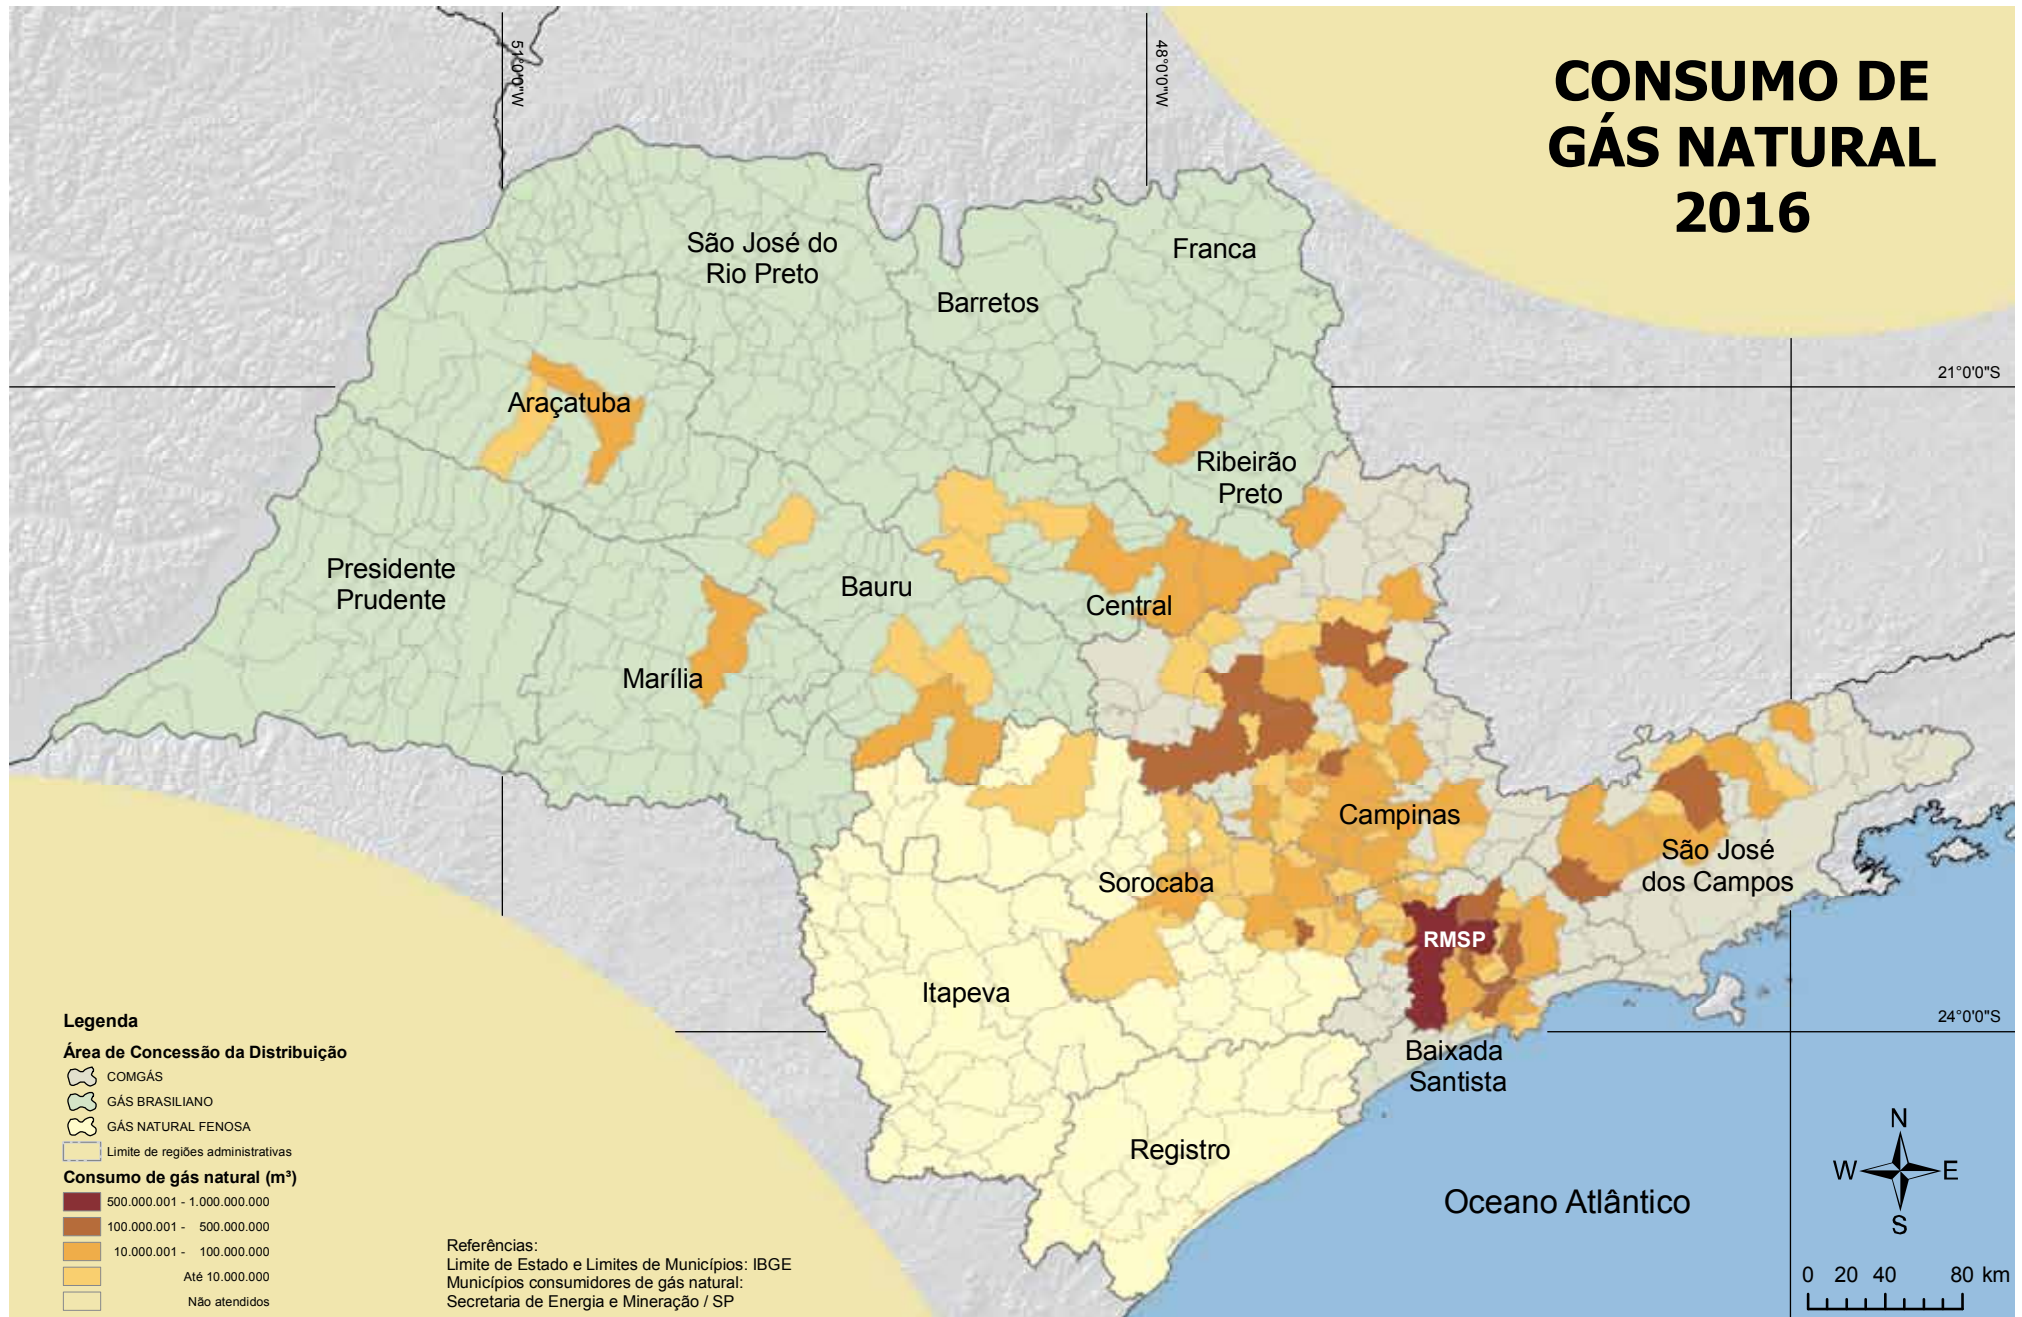 CONSUMO DE
GÁS NATURAL
2016
51°0'0"W
48°0'0"W
21°0'0"S
24°0'0"S
São José do
Rio Preto
Barretos
Franca
Araçatuba
Ribeirão
Preto
Presidente
Prudente
Bauru
Central
Marília
Campinas
São José
dos Campos
Sorocaba
RMSP
Itapeva
Baixada
Santista
Registro
Oceano Atlântico
Legenda
Área de Concessão da Distribuição
COMGÁS
GÁS BRASILIANO
GÁS NATURAL FENOSA
Limite de regiões administrativas
Consumo de gás natural (m³)
500.000.001 - 1.000.000.000
100.000.001 - 500.000.000
10.000.001 - 100.000.000
Até 10.000.000
Não atendidos
Referências:
Limite de Estado e Limites de Municípios: IBGE
Municípios consumidores de gás natural:
Secretaria de Energia e Mineração / SP
N
W E
S
0 20 40 80 km